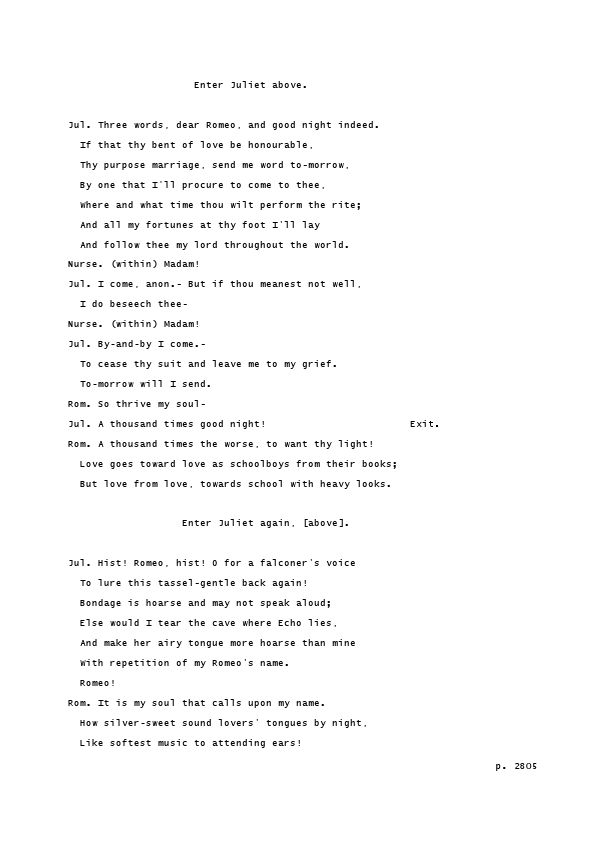 Enter Juliet above.
Jul. Three words, dear Romeo, and good night indeed.
If that thy bent of love be honourable,
Thy purpose marriage, send me word to-morrow,
By one that I'll procure to come to thee,
Where and what time thou wilt perform the rite;
And all my fortunes at thy foot I'll lay
And follow thee my lord throughout the world.
Nurse. (within) Madam!
Jul. I come, anon.- But if thou meanest not well,
I do beseech thee-
Nurse. (within) Madam!
Jul. By-and-by I come.-
To cease thy suit and leave me to my grief.
To-morrow will I send.
Rom. So thrive my soul-
Jul. A thousand times good night! Exit.
Rom. A thousand times the worse, to want thy light!
Love goes toward love as schoolboys from their books;
But love from love, towards school with heavy looks.
Enter Juliet again, [above].
Jul. Hist! Romeo, hist! O for a falconer's voice
To lure this tassel-gentle back again!
Bondage is hoarse and may not speak aloud;
Else would I tear the cave where Echo lies,
And make her airy tongue more hoarse than mine
With repetition of my Romeo's name.
Romeo!
Rom. It is my soul that calls upon my name.
How silver-sweet sound lovers' tongues by night,
Like softest music to attending ears!
p. 2805